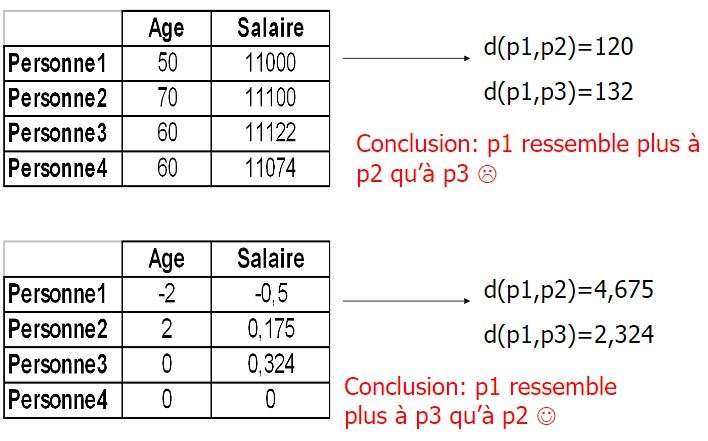 Age Salaire
Personne1 50 11000
Personne2 70 11100
Personne3 60 11122
Personne4 60 11074
d(p1,p2)=120
d(p1,p3)=132
Conclusion: p1 ressemble plus à
p2 qu'à p3 ☹
Age Salaire
Personne1 -2 -0,5
Personne2 2 0,175
Personne3 0 0,324
Personne4 0 0
d(p1,p2)=4,675
d(p1,p3)=2,324
Conclusion: p1 ressemble
plus à p3 qu'à p2 ☺